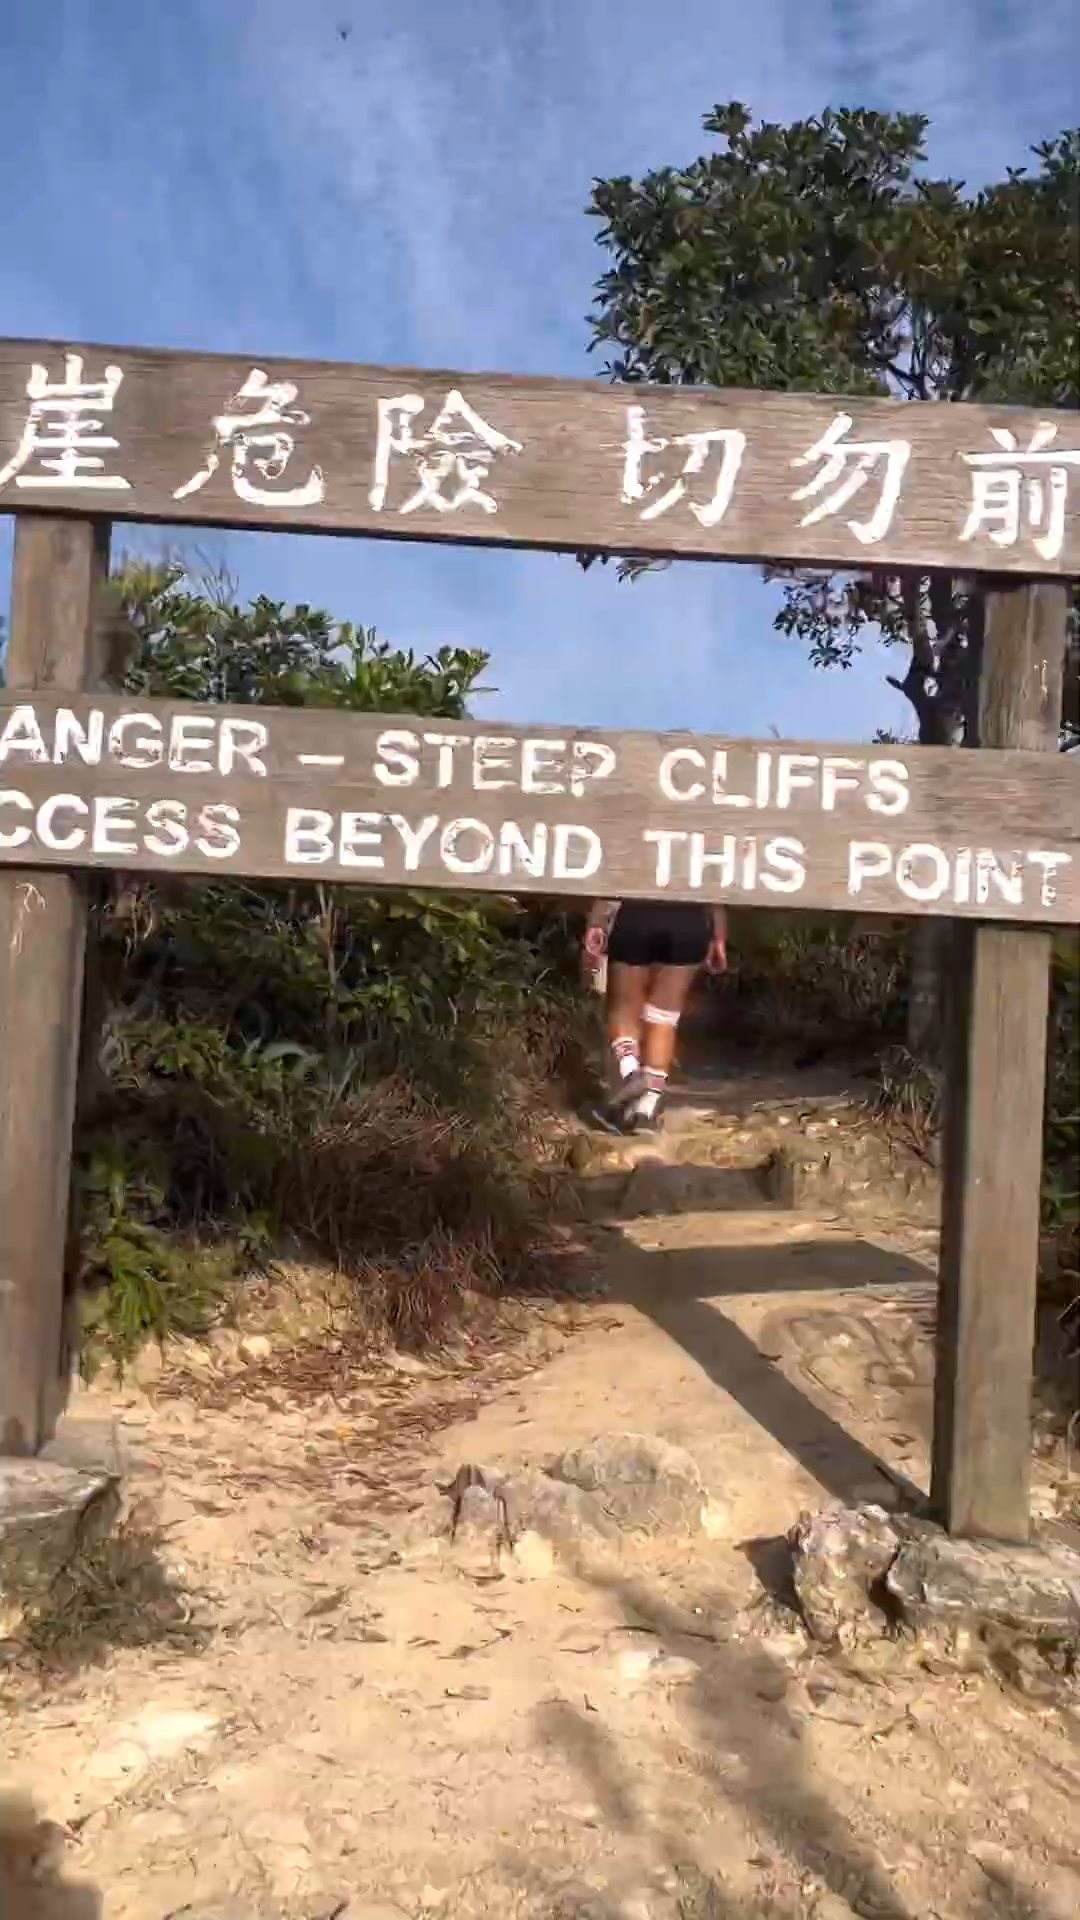 崖危險 切勿前
ANGER – STEEP CLIFFS
CCESS BEYOND THIS POINT